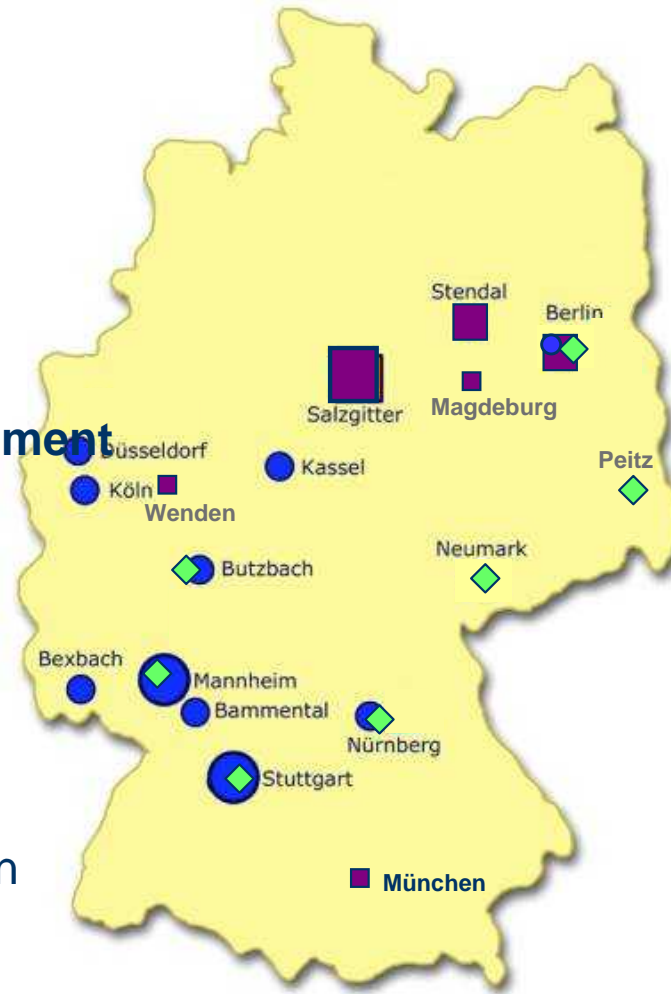 Stendal
Berlin
Salzgitter
Magdeburg
ment
Düsseldorf
Kassel
Peitz
Köln
Wenden
Neumark
Butzbach
Bexbach
Mannheim
Bammental
Nürnberg
Stuttgart
n
München